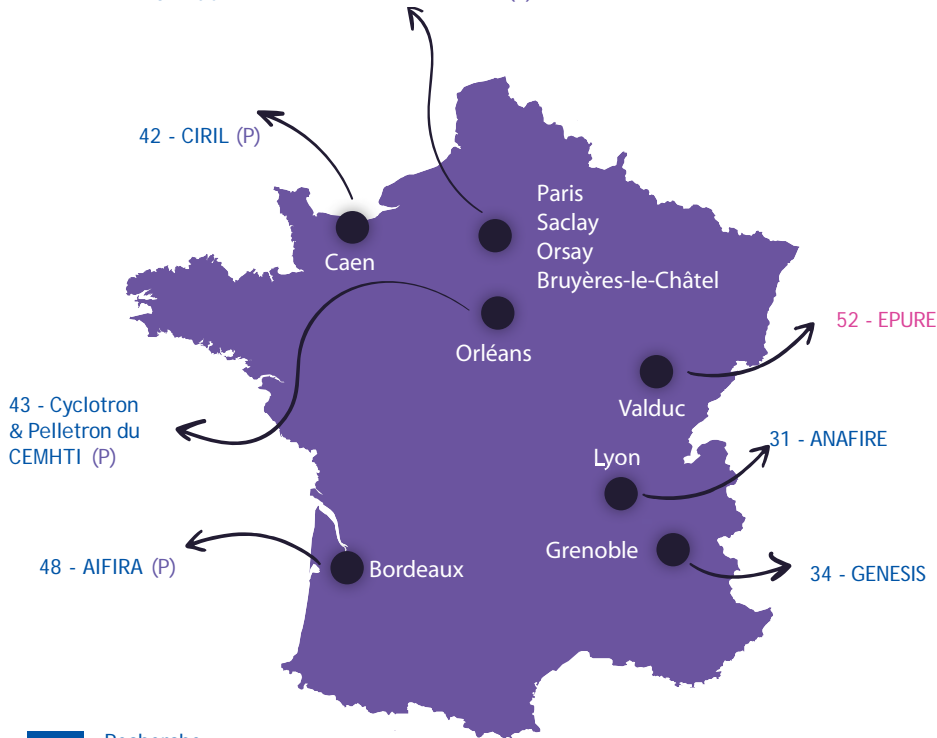 42 - CIRIL (P)
Paris
Saclay
Orsay
Bruyères-le-Châtel
Caen
52 - EPURE
Orléans
Valduc
43 - Cyclotron
& Pelletron du
CEMHTI (P)
31 - ANAFIRE
Lyon
Grenoble
48 - AIFIRA (P)
Bordeaux
34 - GENESIS